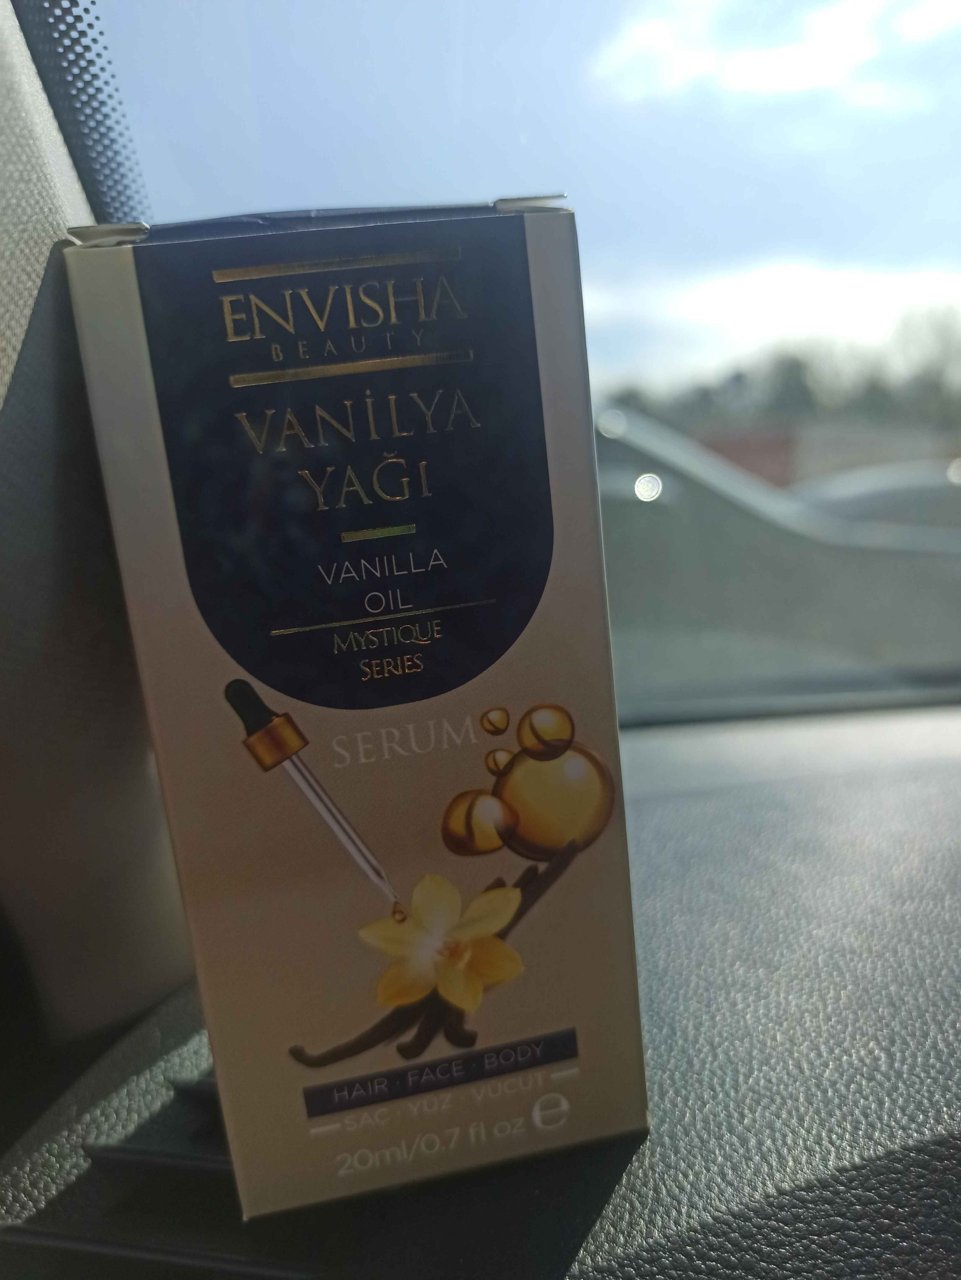 ENVISHA
BEAUTY
VANİLYA
YAĞI
VANILLA
OIL
MYSTIQUE
SERIES
SERUM
HAIR · FACE · BODY
SAÇ · YÜZ · VÜCUT
20ml/0.7 fl oz ℮